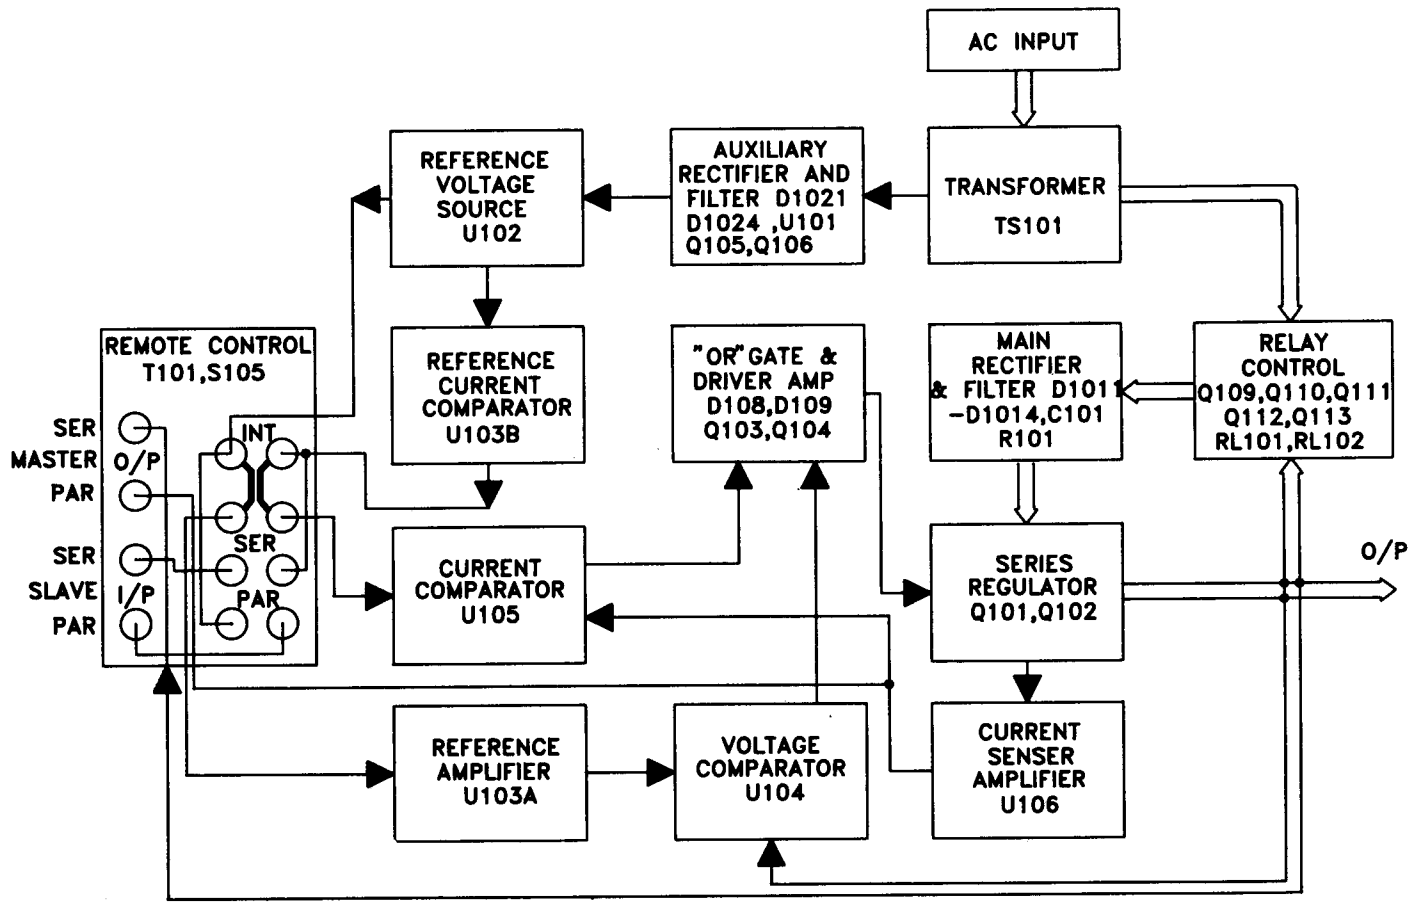 AC INPUT
REFERENCE
VOLTAGE
SOURCE
U102
AUXILIARY
RECTIFIER AND
FILTER D1021
D1024 ,U101
Q105,Q106
TRANSFORMER
TS101
REMOTE CONTROL
T101,S105
REFERENCE
CURRENT
COMPARATOR
U103B
"OR"GATE &
DRIVER AMP
D108,D109
Q103,Q104
MAIN
RECTIFIER
& FILTER D1011
-D1014,C101
R101
RELAY
CONTROL
Q109,Q110,Q111
Q112,Q113
RL101,RL102
SER
INT
MASTER O/P
PAR
SER
SER
SLAVE I/P
PAR
PAR
CURRENT
COMPARATOR
U105
SERIES
REGULATOR
Q101,Q102
O/P
REFERENCE
AMPLIFIER
U103A
VOLTAGE
COMPARATOR
U104
CURRENT
SENSER
AMPLIFIER
U106